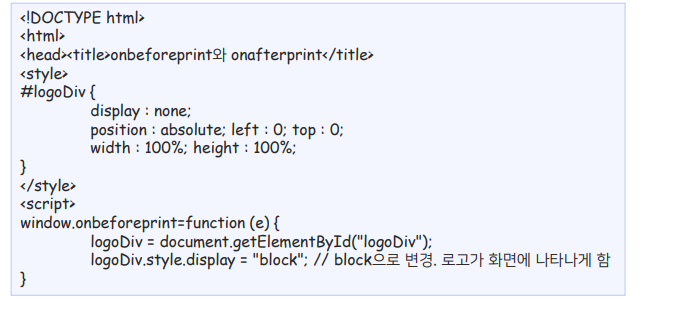 <!DOCTYPE html>
<html>
<head><title>onbeforeprint와 onafterprint</title>
<style>
#logoDiv {
display : none;
position : absolute; left : 0; top : 0;
width : 100%; height : 100%;
}
</style>
<script>
window.onbeforeprint=function (e) {
logoDiv = document.getElementById("logoDiv");
logoDiv.style.display = "block"; // block으로 변경. 로고가 화면에 나타나게 함
}